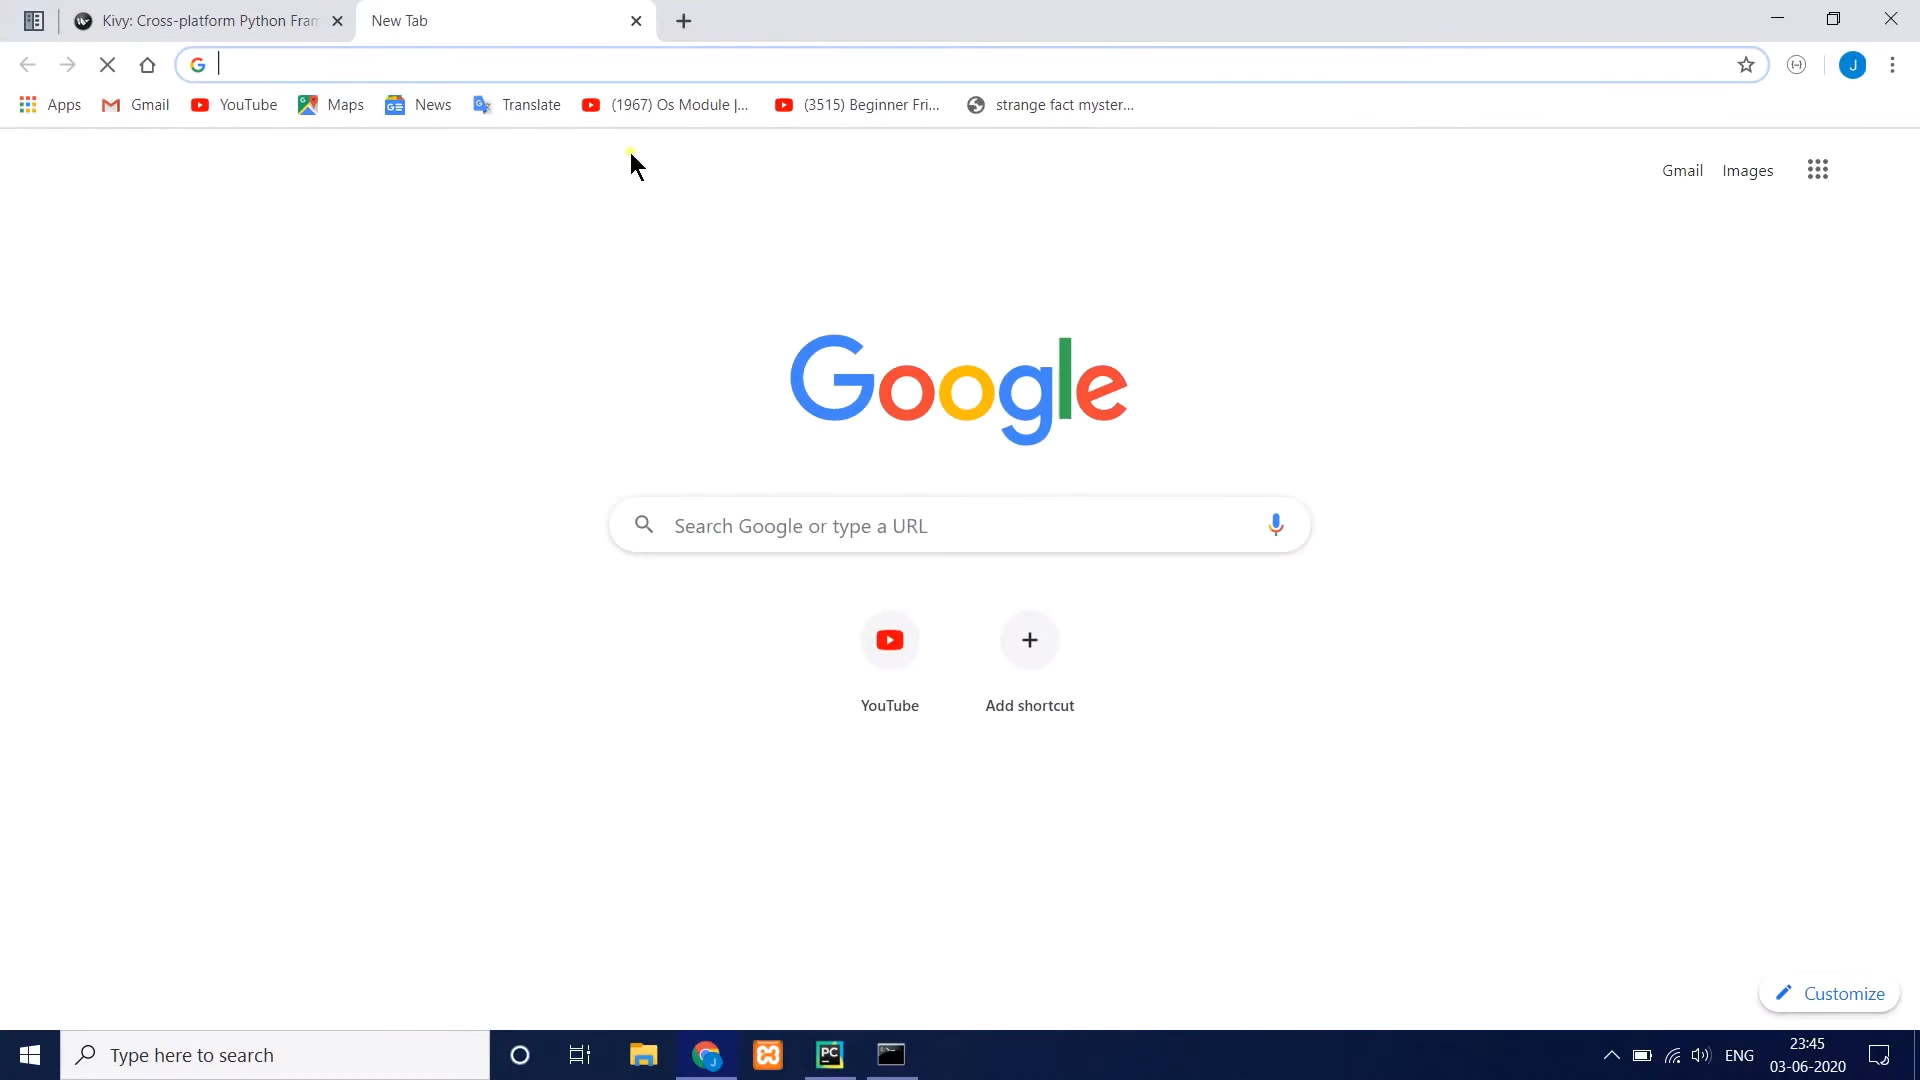 Kivy: Cross-platform Python Fram
New Tab
J
Apps
Gmail
YouTube
Maps
News
Translate
(1967) Os Module |...
(3515) Beginner Fri...
strange fact myster...
Gmail
Images
Google
Search Google or type a URL
YouTube
Add shortcut
Customize
Type here to search
PC
ENG
23:45
03-06-2020